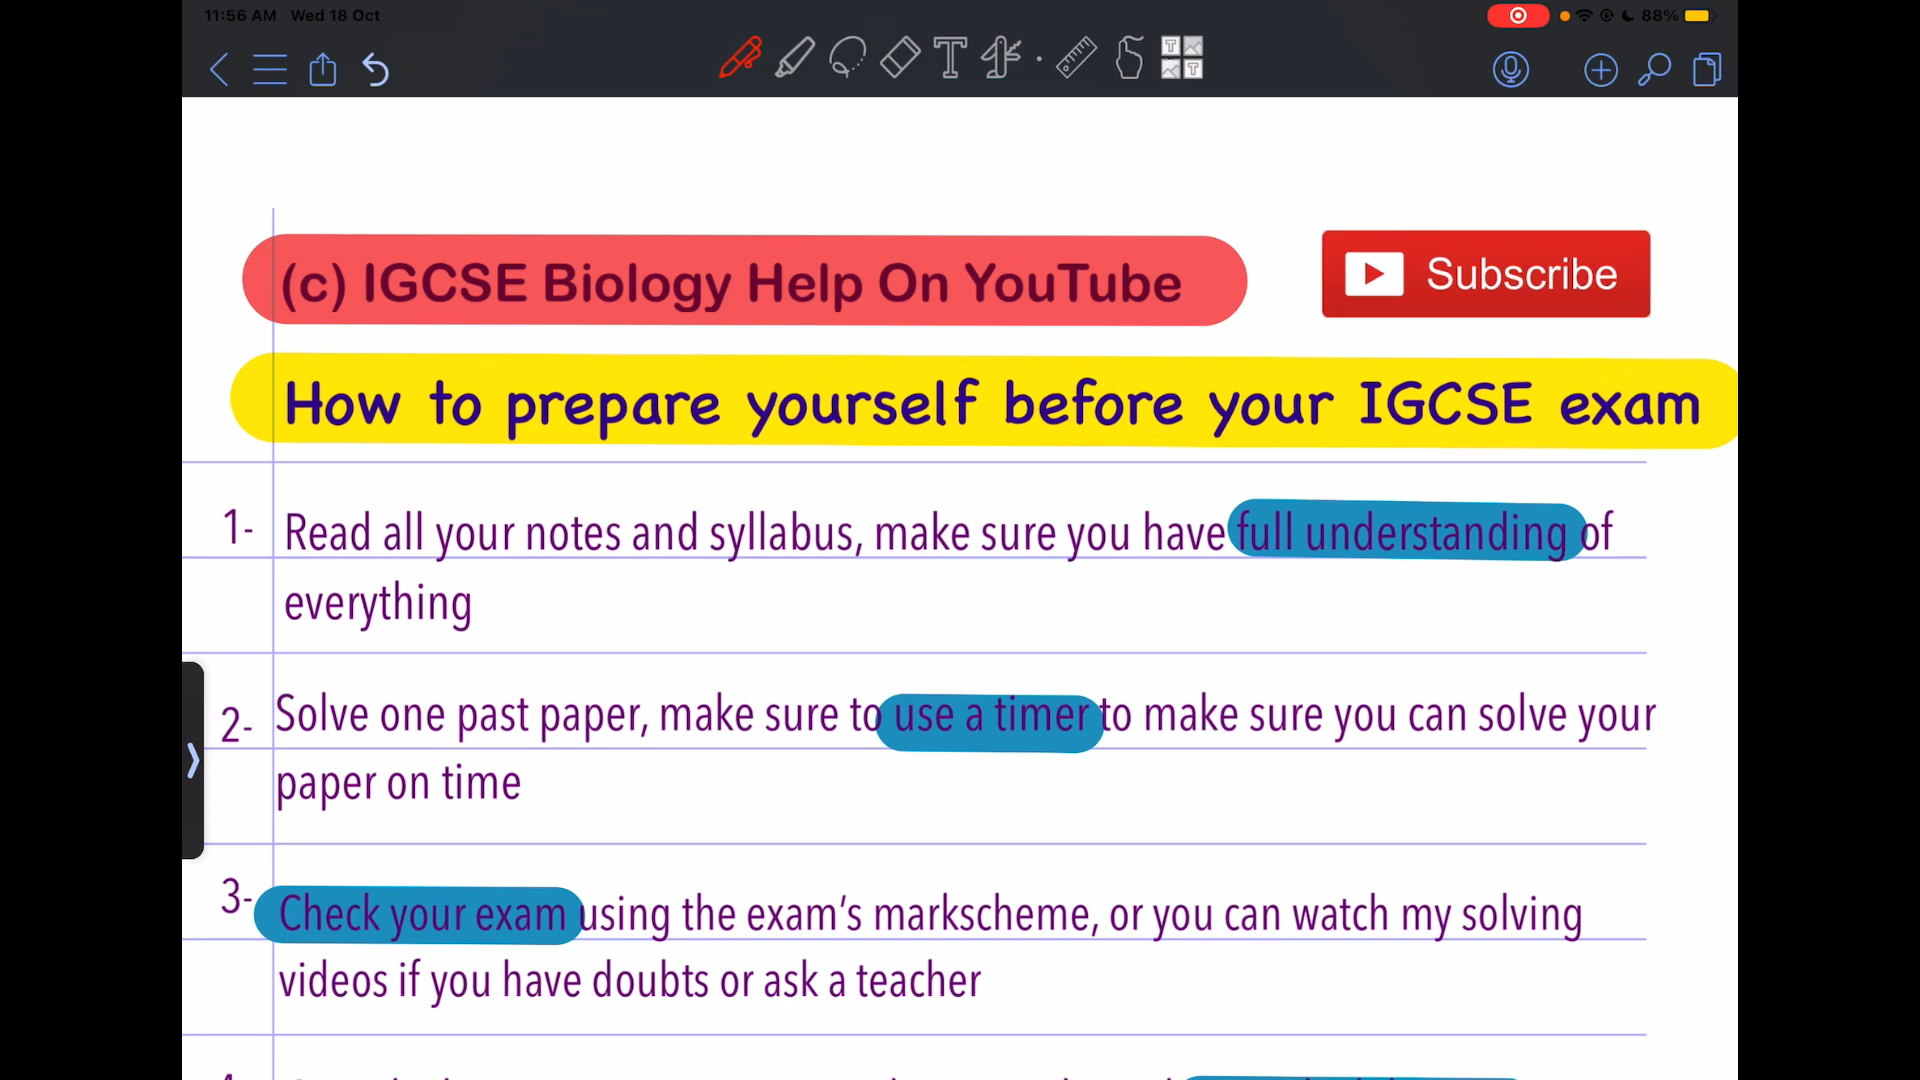 11:56 AM Wed 18 Oct
88%
(c) IGCSE Biology Help On YouTube
Subscribe
How to prepare yourself before your IGCSE exam
1- Read all your notes and syllabus, make sure you have full understanding of
everything
2- Solve one past paper, make sure to use a timer to make sure you can solve your
paper on time
3- Check your exam using the exam's markscheme, or you can watch my solving
videos if you have doubts or ask a teacher